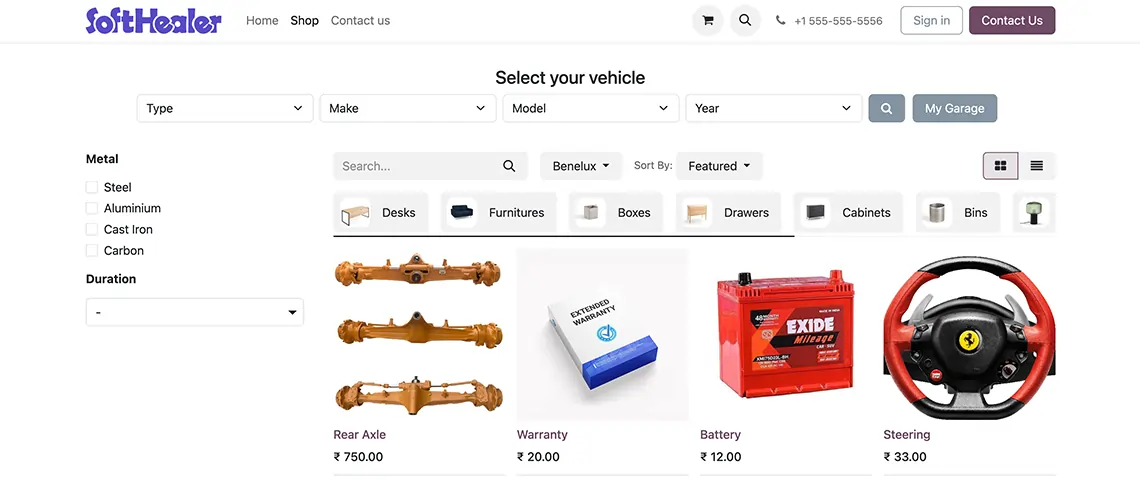 SoftHealer Home Shop Contact us +1 555-555-5556 Sign in Contact Us
Select your vehicle
Type Make Model Year My Garage
Metal
Steel
Aluminium
Cast Iron
Carbon
Duration
-
Search... Benelux Sort By: Featured
Desks Furnitures Boxes Drawers Cabinets Bins
EXTENDED
WARRANTY
EXIDE
Mileage
CAR · SUV
Rear Axle Warranty Battery Steering
₹ 750.00 ₹ 20.00 ₹ 12.00 ₹ 33.00